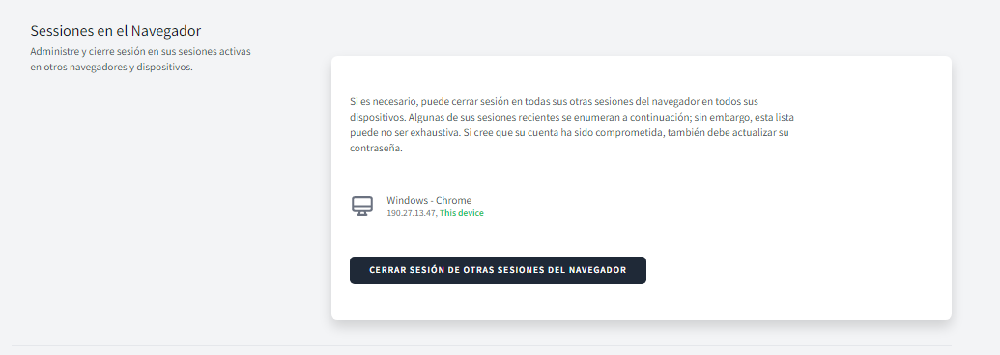 Sessiones en el Navegador
Administre y cierre sesión en sus sesiones activas
en otros navegadores y dispositivos.
Si es necesario, puede cerrar sesión en todas sus otras sesiones del navegador en todos sus
dispositivos. Algunas de sus sesiones recientes se enumeran a continuación; sin embargo, esta lista
puede no ser exhaustiva. Si cree que su cuenta ha sido comprometida, también debe actualizar su
contraseña.
Windows - Chrome
190.27.13.47, This device
CERRAR SESIÓN DE OTRAS SESIONES DEL NAVEGADOR